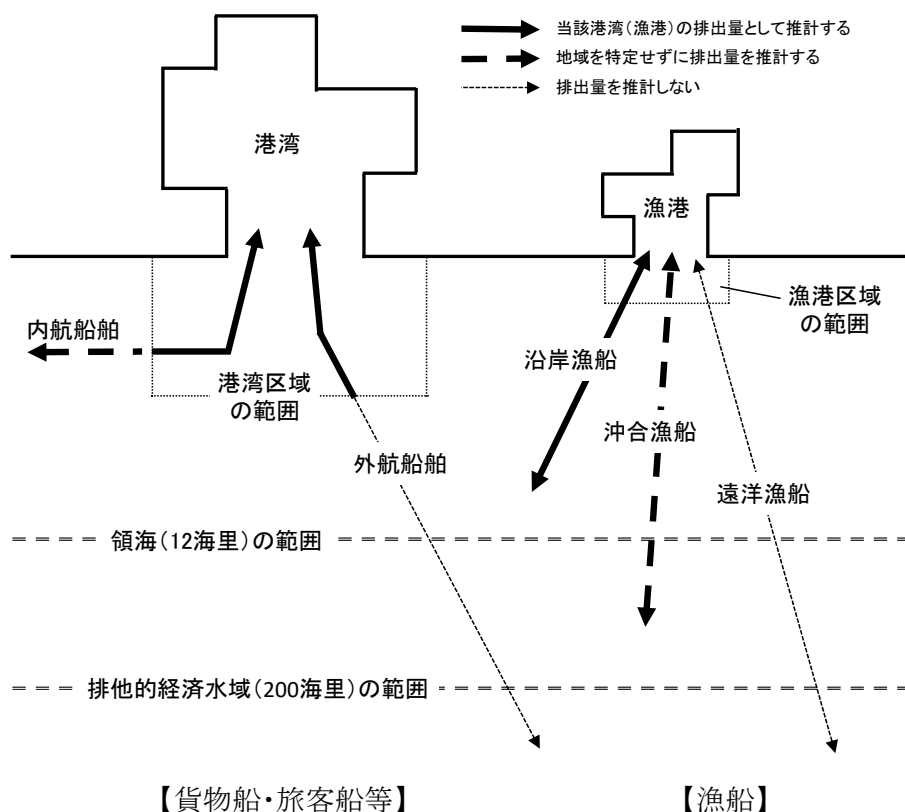 当該港湾(漁港)の排出量として推計する
地域を特定せずに排出量を推計する
排出量を推計しない
港湾
漁港
漁港区域
の範囲
内航船舶
港湾区域
の範囲
沿岸漁船
沖合漁船
外航船舶
遠洋漁船
領海(12海里)の範囲
排他的経済水域(200海里)の範囲
【貨物船・旅客船等】
【漁船】